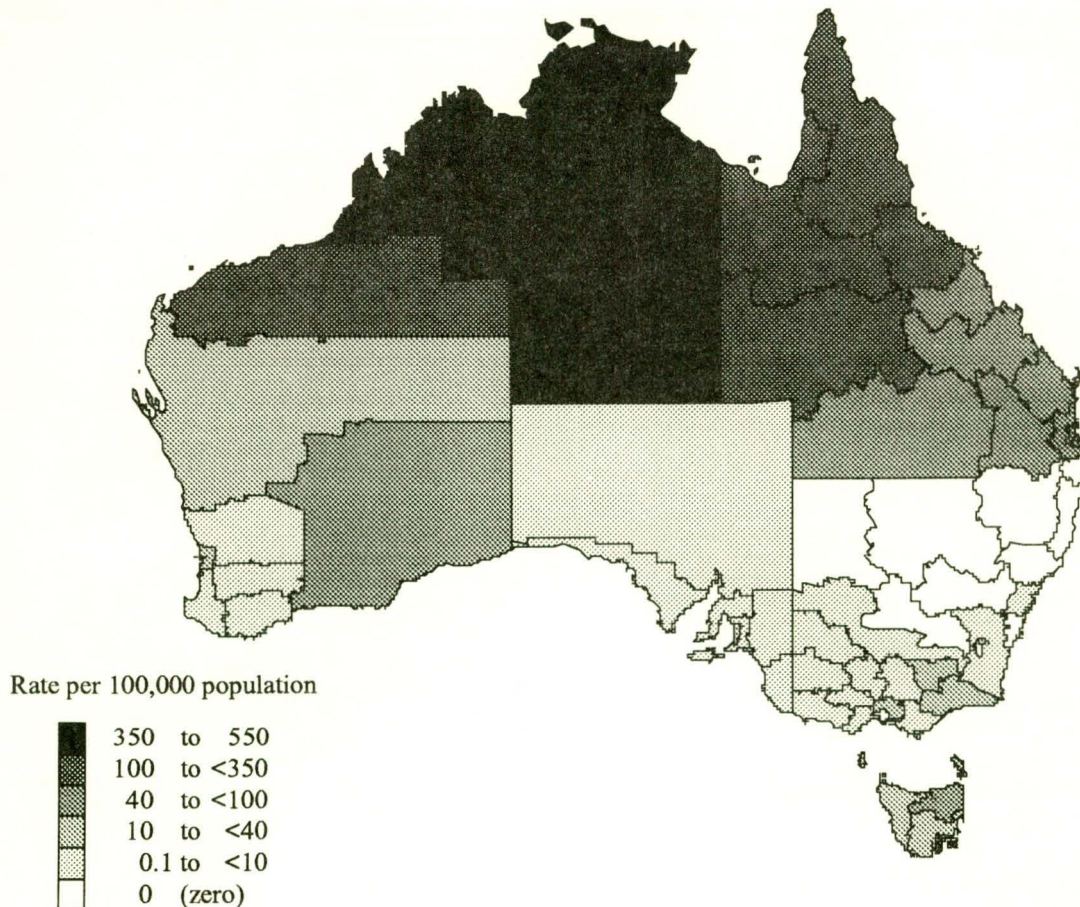 Rate per 100,000 population
350 to 550
100 to <350
40 to <100
10 to <40
0.1 to <10
0 (zero)